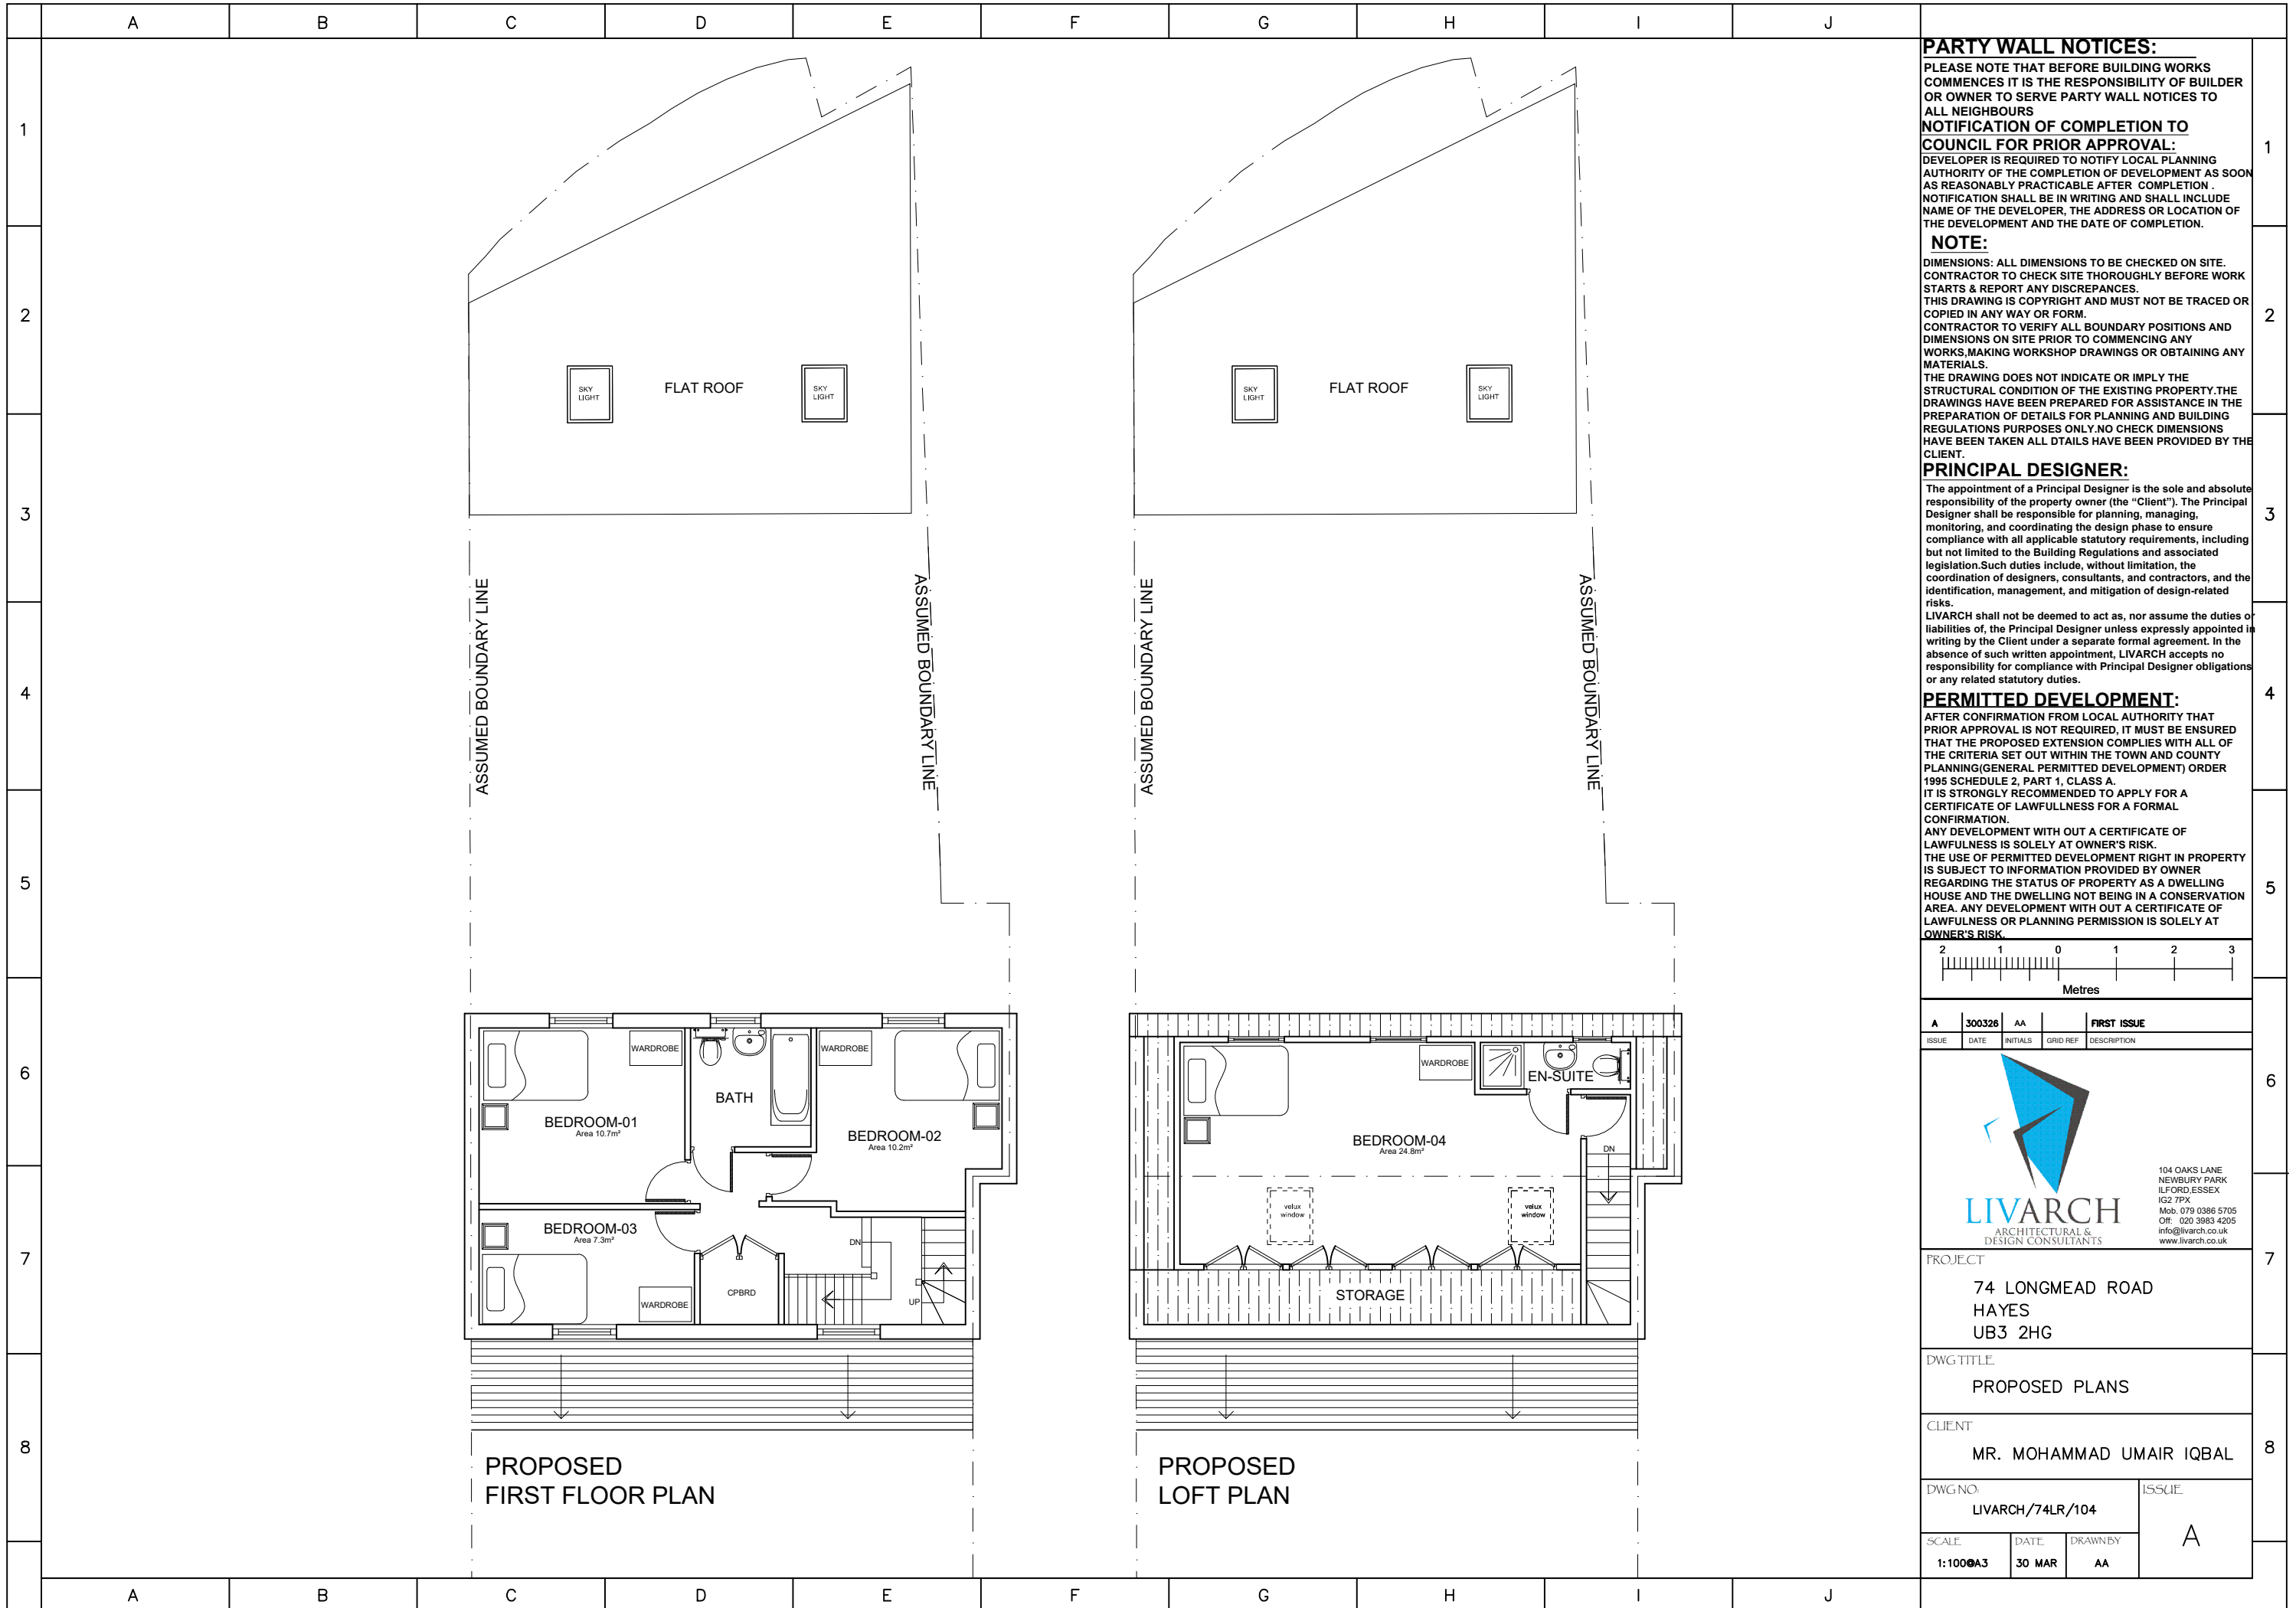 A B C D E F G H I J
1
2
3
4
5
6
7
8
SKY
LIGHT
FLAT ROOF
SKY
LIGHT
ASSUMED BOUNDARY LINE
ASSUMED BOUNDARY LINE
WARDROBE
BATH
WARDROBE
BEDROOM-01
Area 10.7m²
BEDROOM-02
Area 10.2m²
BEDROOM-03
Area 7.3m²
DN
UP
CPBRD
WARDROBE
PROPOSED
FIRST FLOOR PLAN
SKY
LIGHT
FLAT ROOF
SKY
LIGHT
ASSUMED BOUNDARY LINE
ASSUMED BOUNDARY LINE
WARDROBE
EN-SUITE
BEDROOM-04
Area 24.8m²
DN
velux
window
velux
window
STORAGE
PROPOSED
LOFT PLAN
PARTY WALL NOTICES:
PLEASE NOTE THAT BEFORE BUILDING WORKS
COMMENCES IT IS THE RESPONSIBILITY OF BUILDER
OR OWNER TO SERVE PARTY WALL NOTICES TO
ALL NEIGHBOURS
NOTIFICATION OF COMPLETION TO
COUNCIL FOR PRIOR APPROVAL:
DEVELOPER IS REQUIRED TO NOTIFY LOCAL PLANNING
AUTHORITY OF THE COMPLETION OF DEVELOPMENT AS SOON
AS REASONABLY PRACTICABLE AFTER COMPLETION .
NOTIFICATION SHALL BE IN WRITING AND SHALL INCLUDE
NAME OF THE DEVELOPER, THE ADDRESS OR LOCATION OF
THE DEVELOPMENT AND THE DATE OF COMPLETION.
NOTE:
DIMENSIONS: ALL DIMENSIONS TO BE CHECKED ON SITE.
CONTRACTOR TO CHECK SITE THOROUGHLY BEFORE WORK
STARTS & REPORT ANY DISCREPANCES.
THIS DRAWING IS COPYRIGHT AND MUST NOT BE TRACED OR
COPIED IN ANY WAY OR FORM.
CONTRACTOR TO VERIFY ALL BOUNDARY POSITIONS AND
DIMENSIONS ON SITE PRIOR TO COMMENCING ANY
WORKS,MAKING WORKSHOP DRAWINGS OR OBTAINING ANY
MATERIALS.
THE DRAWING DOES NOT INDICATE OR IMPLY THE
STRUCTURAL CONDITION OF THE EXISTING PROPERTY.THE
DRAWINGS HAVE BEEN PREPARED FOR ASSISTANCE IN THE
PREPARATION OF DETAILS FOR PLANNING AND BUILDING
REGULATIONS PURPOSES ONLY.NO CHECK DIMENSIONS
HAVE BEEN TAKEN ALL DTAILS HAVE BEEN PROVIDED BY THE
CLIENT.
PRINCIPAL DESIGNER:
The appointment of a Principal Designer is the sole and absolute
responsibility of the property owner (the “Client”). The Principal
Designer shall be responsible for planning, managing,
monitoring, and coordinating the design phase to ensure
compliance with all applicable statutory requirements, including
but not limited to the Building Regulations and associated
legislation.Such duties include, without limitation, the
coordination of designers, consultants, and contractors, and the
identification, management, and mitigation of design-related
risks.
LIVARCH shall not be deemed to act as, nor assume the duties or
liabilities of, the Principal Designer unless expressly appointed in
writing by the Client under a separate formal agreement. In the
absence of such written appointment, LIVARCH accepts no
responsibility for compliance with Principal Designer obligations
or any related statutory duties.
PERMITTED DEVELOPMENT:
AFTER CONFIRMATION FROM LOCAL AUTHORITY THAT
PRIOR APPROVAL IS NOT REQUIRED, IT MUST BE ENSURED
THAT THE PROPOSED EXTENSION COMPLIES WITH ALL OF
THE CRITERIA SET OUT WITHIN THE TOWN AND COUNTY
PLANNING(GENERAL PERMITTED DEVELOPMENT) ORDER
1995 SCHEDULE 2, PART 1, CLASS A.
IT IS STRONGLY RECOMMENDED TO APPLY FOR A
CERTIFICATE OF LAWFULLNESS FOR A FORMAL
CONFIRMATION.
ANY DEVELOPMENT WITH OUT A CERTIFICATE OF
LAWFULNESS IS SOLELY AT OWNER'S RISK.
THE USE OF PERMITTED DEVELOPMENT RIGHT IN PROPERTY
IS SUBJECT TO INFORMATION PROVIDED BY OWNER
REGARDING THE STATUS OF PROPERTY AS A DWELLING
HOUSE AND THE DWELLING NOT BEING IN A CONSERVATION
AREA. ANY DEVELOPMENT WITH OUT A CERTIFICATE OF
LAWFULNESS OR PLANNING PERMISSION IS SOLELY AT
OWNER'S RISK.
2 1 0 1 2 3
Metres
A 300326 AA FIRST ISSUE
ISSUE DATE INITIALS GRID REF DESCRIPTION
LIVARCH
ARCHITECTURAL &
DESIGN CONSULTANTS
104 OAKS LANE
NEWBURY PARK
ILFORD,ESSEX
IG2 7PX
Mob. 079 0386 5705
Off: 020 3983 4205
info@livarch.co.uk
www.livarch.co.uk
PROJECT
74 LONGMEAD ROAD
HAYES
UB3 2HG
DWG TITLE
PROPOSED PLANS
CLIENT
MR. MOHAMMAD UMAIR IQBAL
DWG NO:
LIVARCH/74LR/104
ISSUE
A
SCALE DATE DRAWN BY
1:100@A3 30 MAR AA
1
2
3
4
5
6
7
8
A B C D E F G H I J